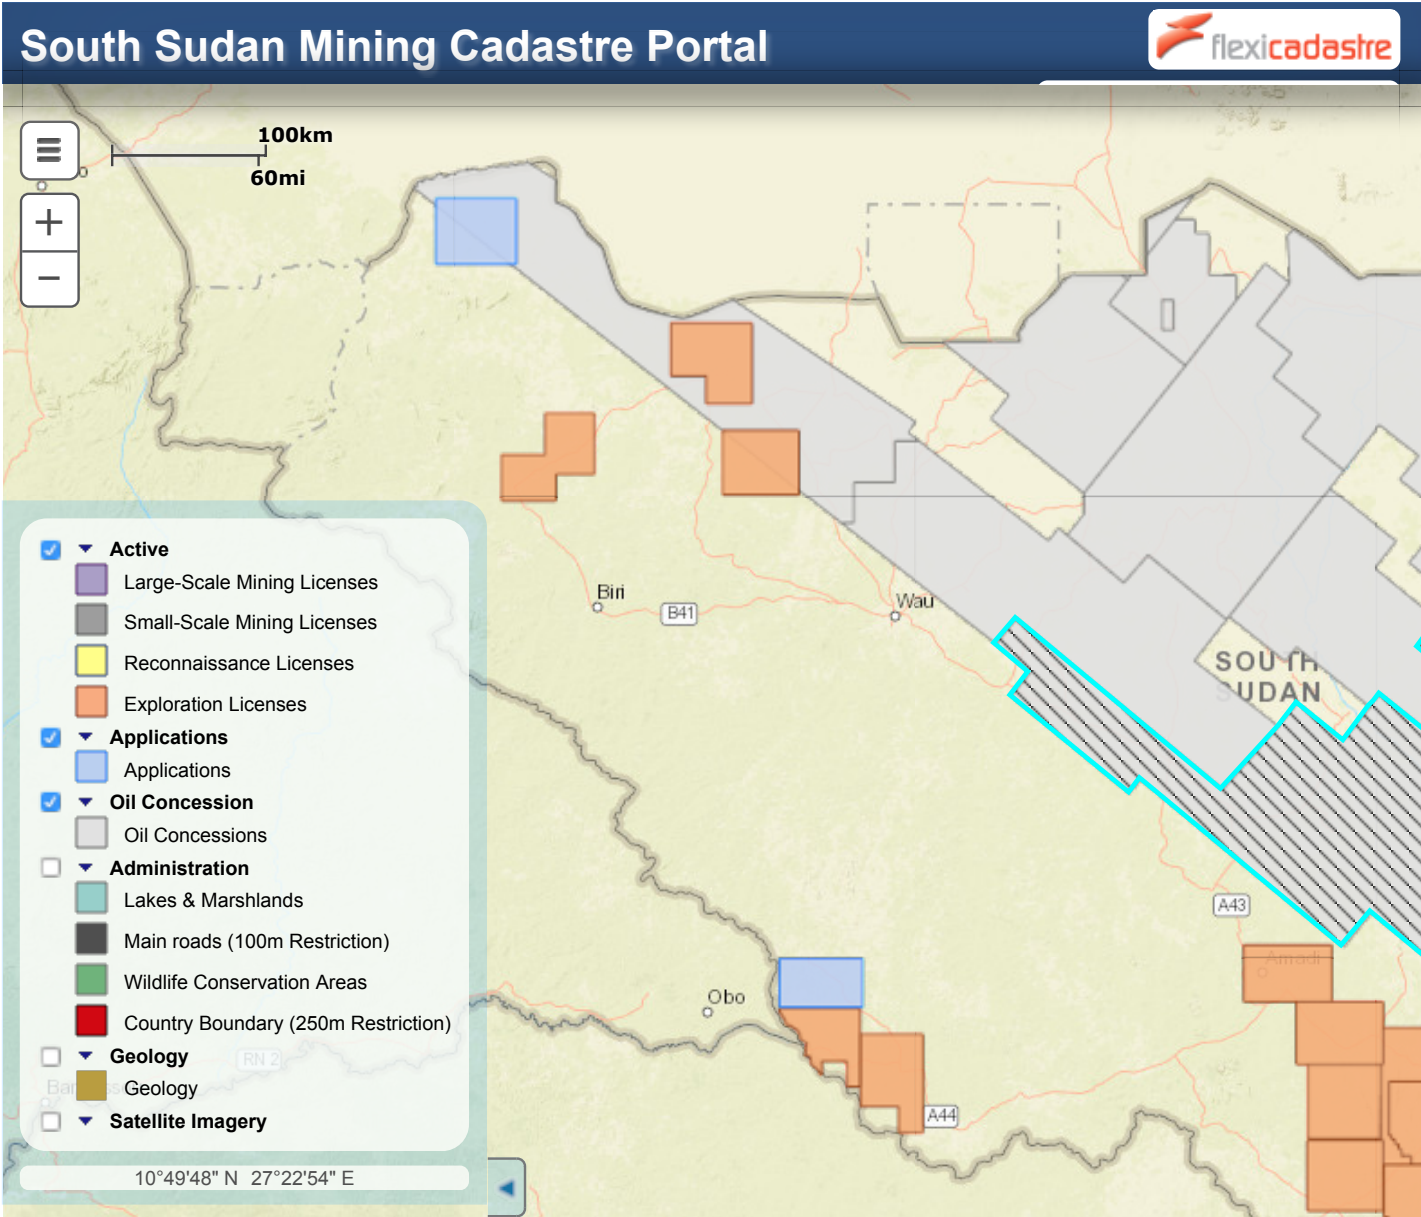 South Sudan Mining Cadastre Portal
flexicadastre
100km
60mi
Biri
B41
Wau
SOUTH
SUDAN
A43
Amadi
Obo
A44
Active
Large-Scale Mining Licenses
Small-Scale Mining Licenses
Reconnaissance Licenses
Exploration Licenses
Applications
Applications
Oil Concession
Oil Concessions
Administration
Lakes & Marshlands
Main roads (100m Restriction)
Wildlife Conservation Areas
Country Boundary (250m Restriction)
Geology
RN 2
Geology
Satellite Imagery
10°49'48" N 27°22'54" E